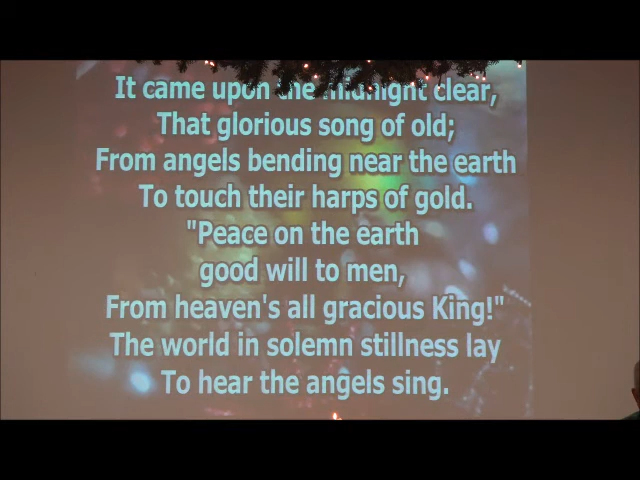 It came upon the midnight clear,
That glorious song of old;
From angels bending near the earth
To touch their harps of gold.
"Peace on the earth
good will to men,
From heaven's all gracious King!"
The world in solemn stillness lay
To hear the angels sing.